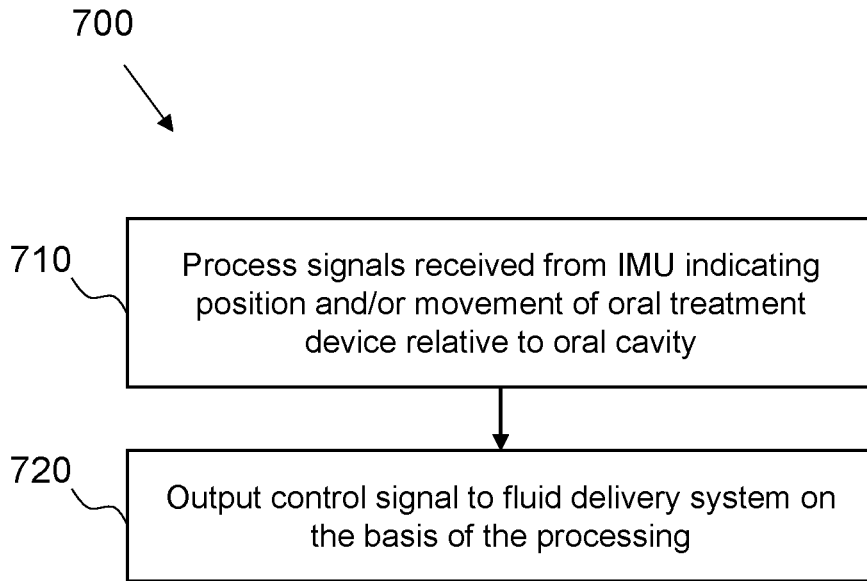 700
710
Process signals received from IMU indicating
position and/or movement of oral treatment
device relative to oral cavity
720
Output control signal to fluid delivery system on
the basis of the processing